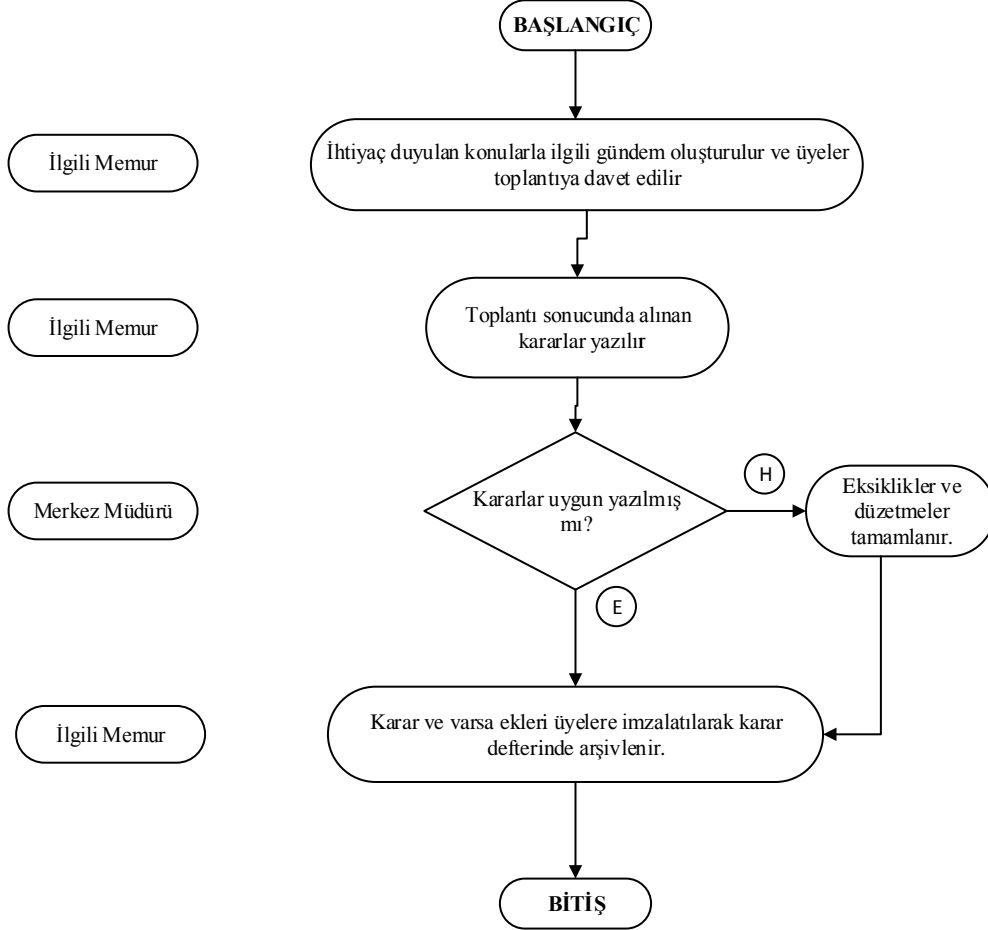 BAŞLANGIÇ
İlgili Memur
İhtiyaç duyulan konularla ilgili gündem oluşturulur ve üyeler
toplantıya davet edilir
İlgili Memur
Toplantı sonucunda alınan
kararlar yazılır
Merkez Müdürü
Kararlar uygun yazılmış
mı?
H
Eksiklikler ve
düzetmeler
tamamlanır.
E
İlgili Memur
Karar ve varsa ekleri üyelere imzalatılarak karar
defterinde arşivlenir.
BİTİŞ